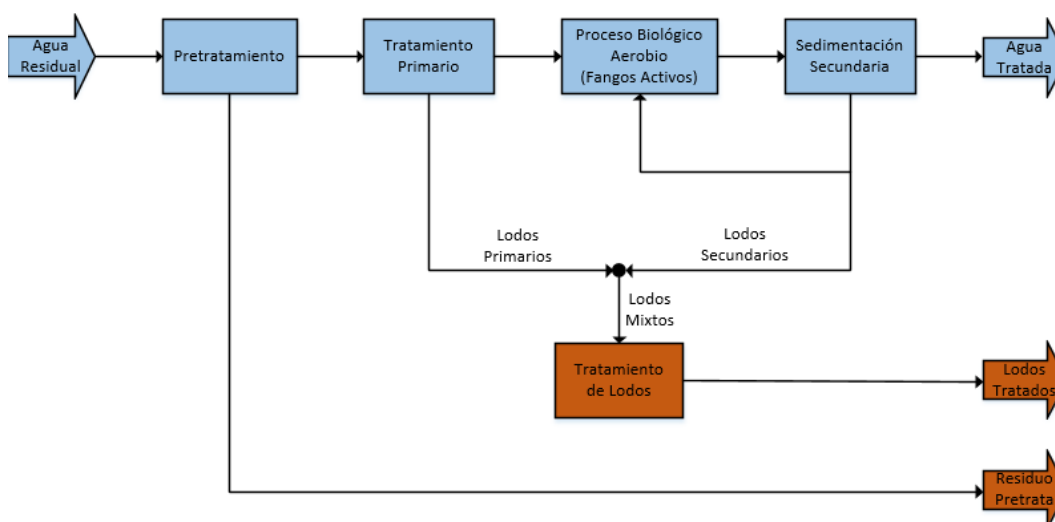 Agua
Residual
Pretratamiento
Tratamiento
Primario
Proceso Biológico
Aerobio
(Fangos Activos)
Sedimentación
Secundaria
Agua
Tratada
Lodos
Primarios
Lodos
Secundarios
Lodos
Mixtos
Tratamiento
de Lodos
Lodos
Tratados
Residuo
Pretrata